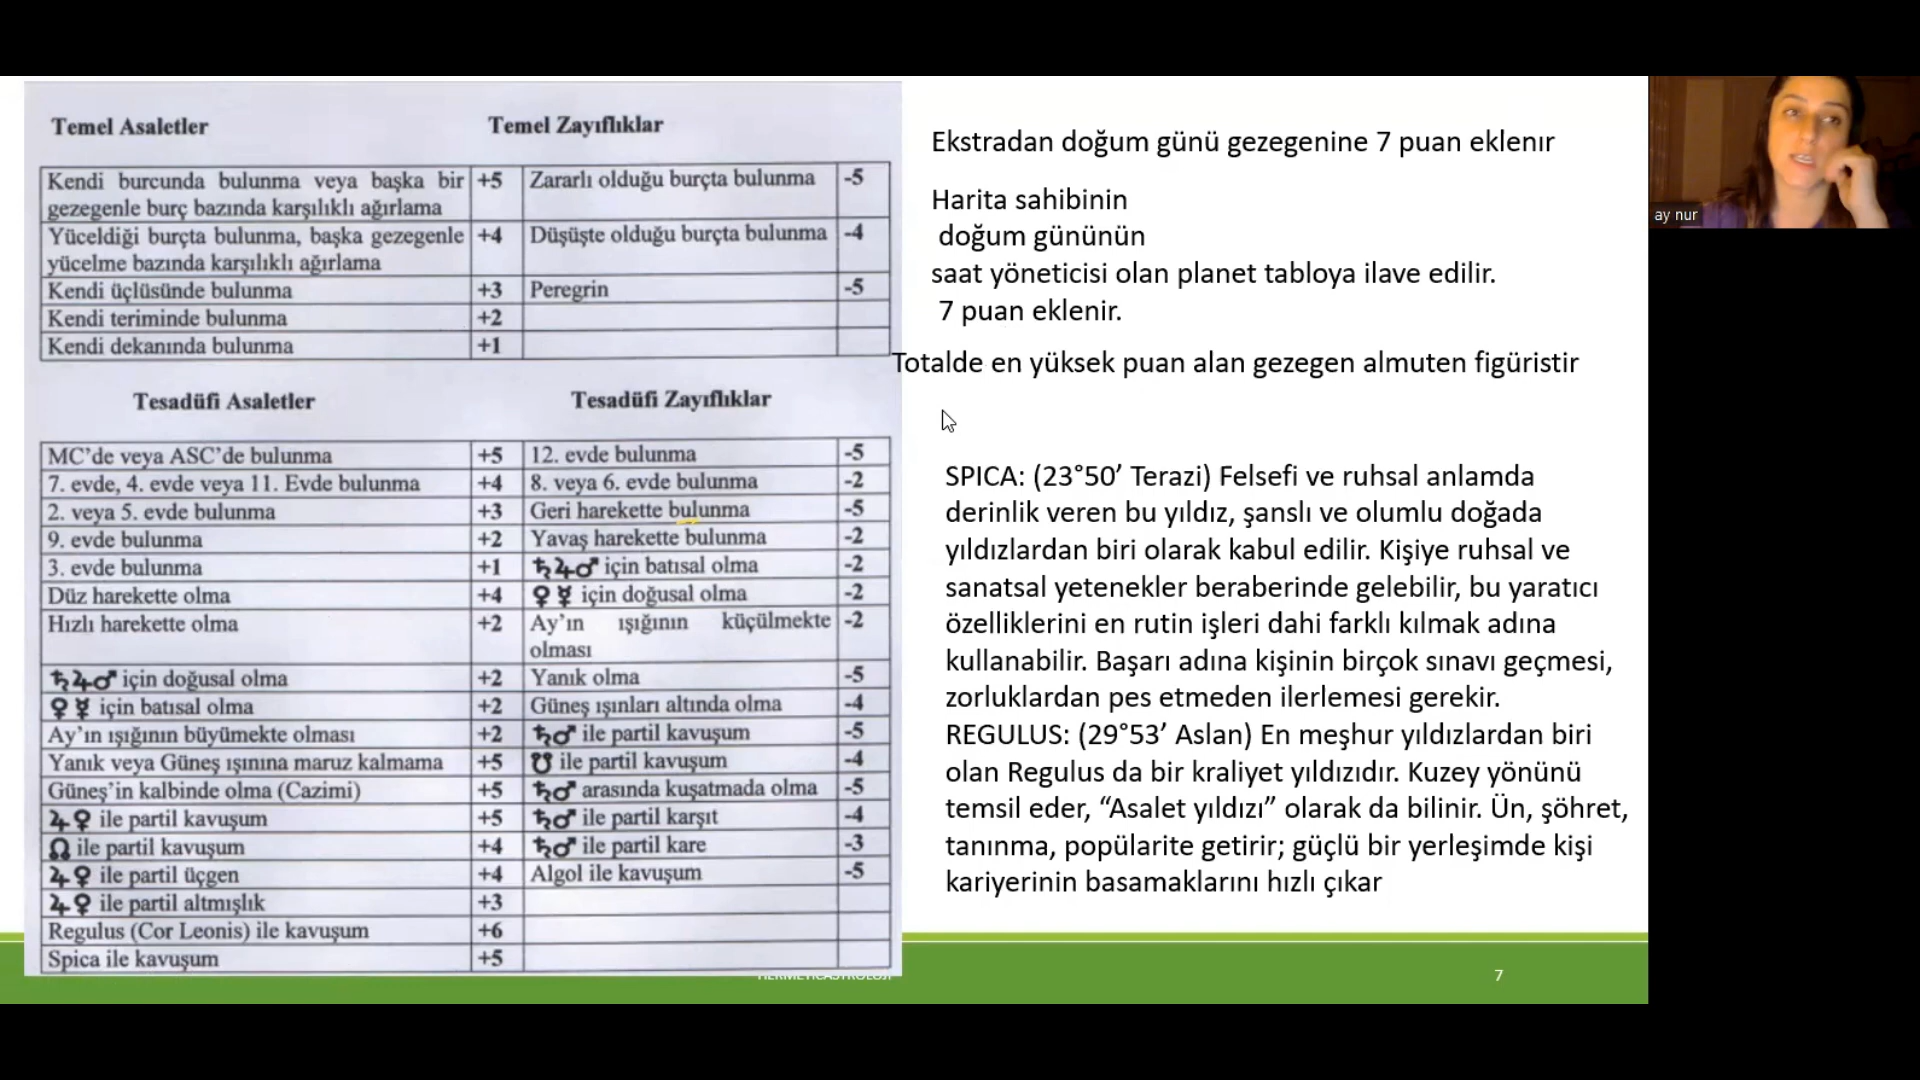 Temel Asaletler
Temel Zayıflıklar
Kendi burcunda bulunma veya başka bir gezegenle burç bazında karşılıklı ağırlama +5 Zararlı olduğu burçta bulunma -5
Yüceldiği burçta bulunma, başka gezegenle yücelme bazında karşılıklı ağırlama +4 Düşüşte olduğu burçta bulunma -4
Kendi üçlüsünde bulunma +3 Peregrin -5
Kendi teriminde bulunma +2
Kendi dekanında bulunma +1
Tesadüfi Asaletler
Tesadüfi Zayıflıklar
MC’de veya ASC’de bulunma +5 12. evde bulunma -5
7. evde, 4. evde veya 11. Evde bulunma +4 8. veya 6. evde bulunma -2
2. veya 5. evde bulunma +3 Geri harekette bulunma -5
9. evde bulunma +2 Yavaş harekette bulunma -2
3. evde bulunma +1 ♄♃♂ için batısal olma -2
Düz harekette olma +4 ♀☿ için doğusal olma -2
Hızlı harekette olma +2 Ay’ın ışığının küçülmekte olması -2
♄♃♂ için doğusal olma +2 Yanık olma -5
♀☿ için batısal olma +2 Güneş ışınları altında olma -4
Ay’ın ışığının büyümekte olması +2 ♄♂ ile partil kavuşum -5
Yanık veya Güneş ışınına maruz kalmama +5 ☋ ile partil kavuşum -4
Güneş’in kalbinde olma (Cazimi) +5 ♄♂ arasında kuşatmada olma -5
♃♀ ile partil kavuşum +5 ♄♂ ile partil karşıt -4
☊ ile partil kavuşum +4 ♄♂ ile partil kare -3
♃♀ ile partil üçgen +4 Algol ile kavuşum -5
♃♀ ile partil altmışlık +3
Regulus (Cor Leonis) ile kavuşum +6
Spica ile kavuşum +5
Ekstradan doğum günü gezegenine 7 puan eklenır
Harita sahibinin
doğum gününün
saat yöneticisi olan planet tabloya ilave edilir.
7 puan eklenir.
Totalde en yüksek puan alan gezegen almuten figüristir
SPICA: (23°50’ Terazi) Felsefi ve ruhsal anlamda
derinlik veren bu yıldız, şanslı ve olumlu doğada
yıldızlardan biri olarak kabul edilir. Kişiye ruhsal ve
sanatsal yetenekler beraberinde gelebilir, bu yaratıcı
özelliklerini en rutin işleri dahi farklı kılmak adına
kullanabilir. Başarı adına kişinin birçok sınavı geçmesi,
zorluklardan pes etmeden ilerlemesi gerekir.
REGULUS: (29°53’ Aslan) En meşhur yıldızlardan biri
olan Regulus da bir kraliyet yıldızıdır. Kuzey yönünü
temsil eder, “Asalet yıldızı” olarak da bilinir. Ün, şöhret,
tanınma, popülarite getirir; güçlü bir yerleşimde kişi
kariyerinin basamaklarını hızlı çıkar
7
ay nur